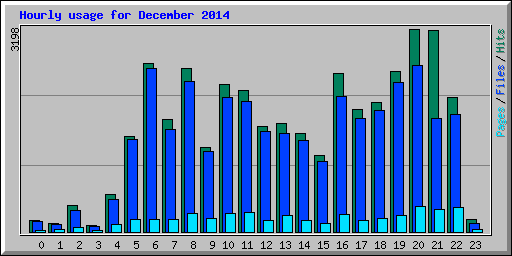 Hourly usage for December 2014
3198
Pages / Files / Hits
0 1 2 3 4 5 6 7 8 9 10 11 12 13 14 15 16 17 18 19 20 21 22 23